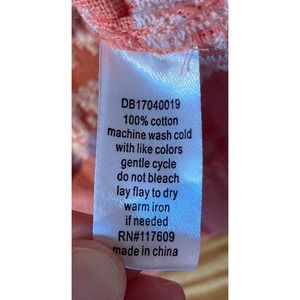 DB17040019
100% cotton
machine wash cold
with like colors
gentle cycle
do not bleach
lay flay to dry
warm iron
if needed
RN#117609
made in china